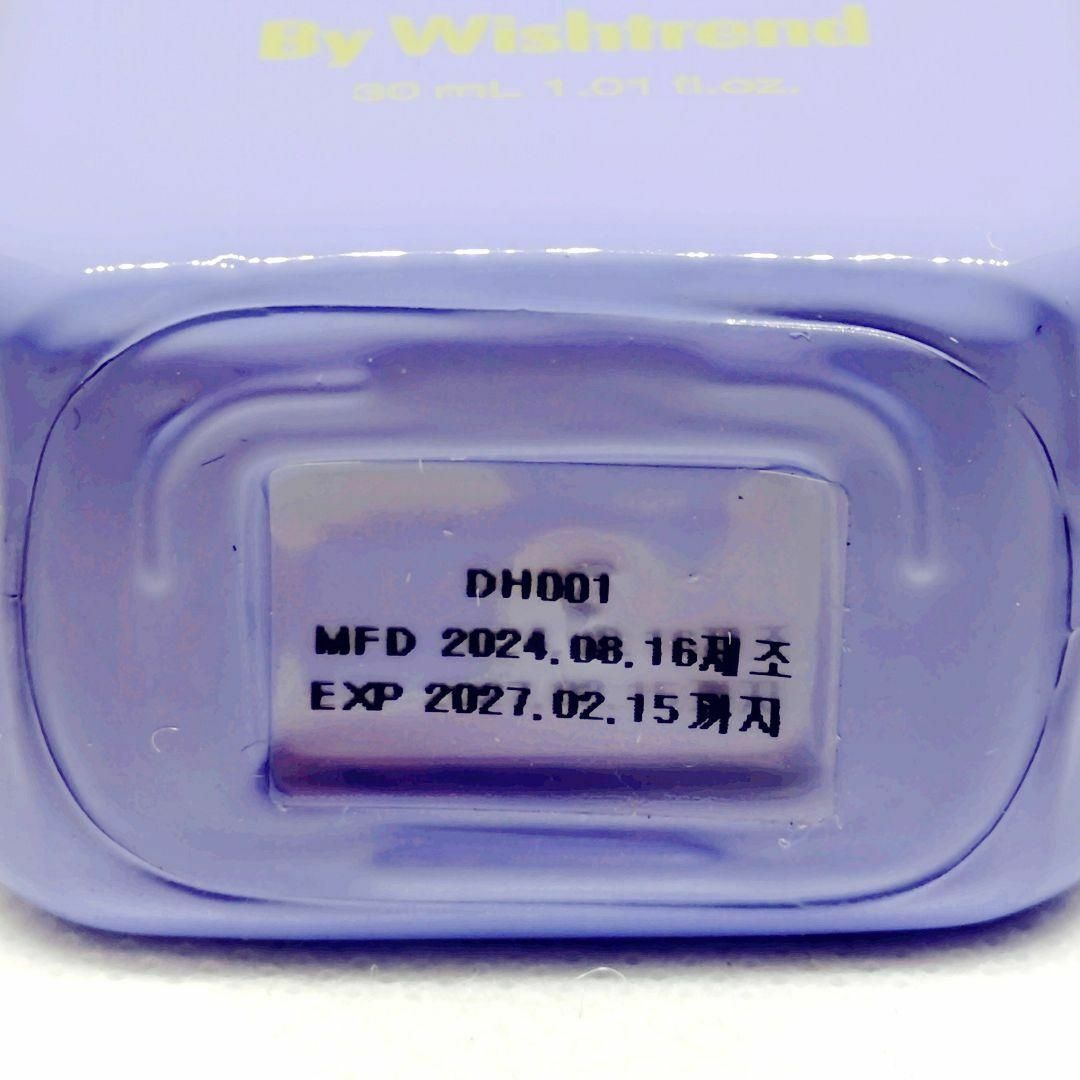 By Wishtrend
30 mL 1.01 fl.oz.
DH001
MFD 2024.08.16제조
EXP 2027.02.15까지